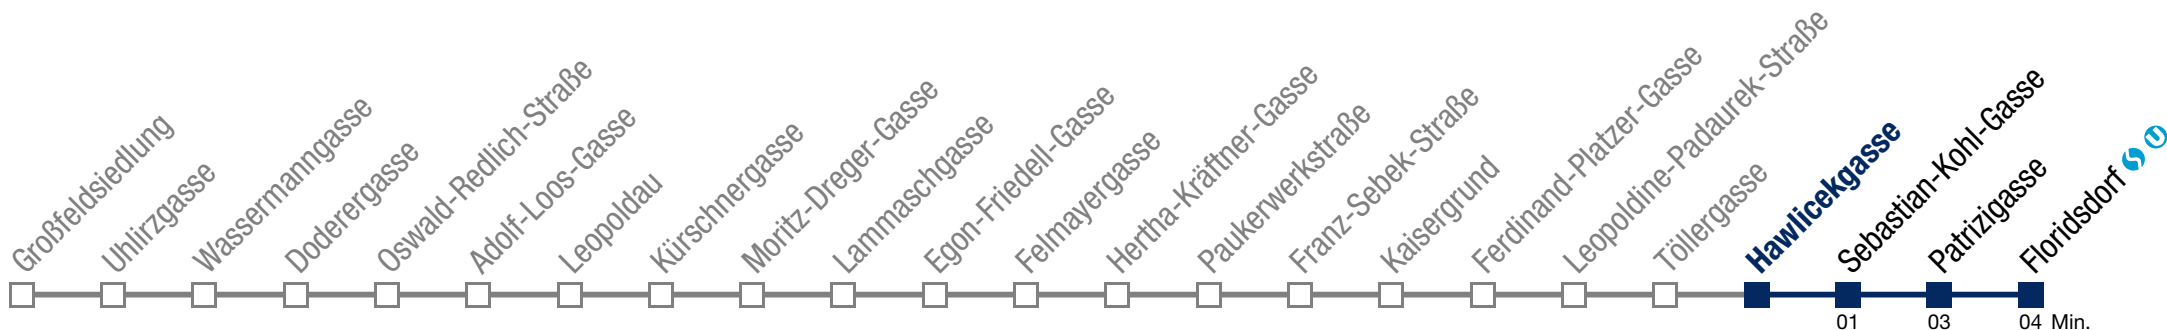 Großfeldsiedlung
Uhlirzgasse
Wassermanngasse
Doderergasse
Oswald-Redlich-Straße
Adolf-Loos-Gasse
Leopoldau
Kürschnergasse
Moritz-Dreger-Gasse
Lammaschgasse
Egon-Friedell-Gasse
Felmayergasse
Hertha-Kräftner-Gasse
Paukerwerkstraße
Franz-Sebek-Straße
Kaisergrund
Ferdinand-Platzer-Gasse
Leopoldine-Padaurek-Straße
Töllergasse
Hawlicekgasse
Sebastian-Kohl-Gasse
Patrizigasse
Floridsdorf S U
01 03 04 Min.